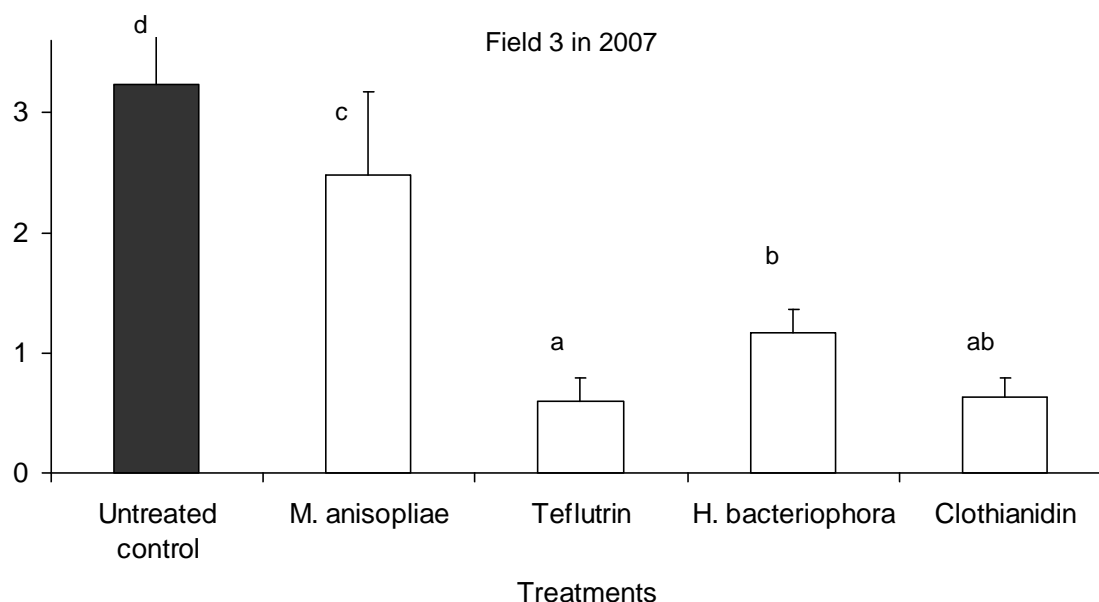 d
Field 3 in 2007
3
c
2
b
1
a
ab
0
Untreated
control
M. anisopliae
Teflutrin
H. bacteriophora
Clothianidin
Treatments